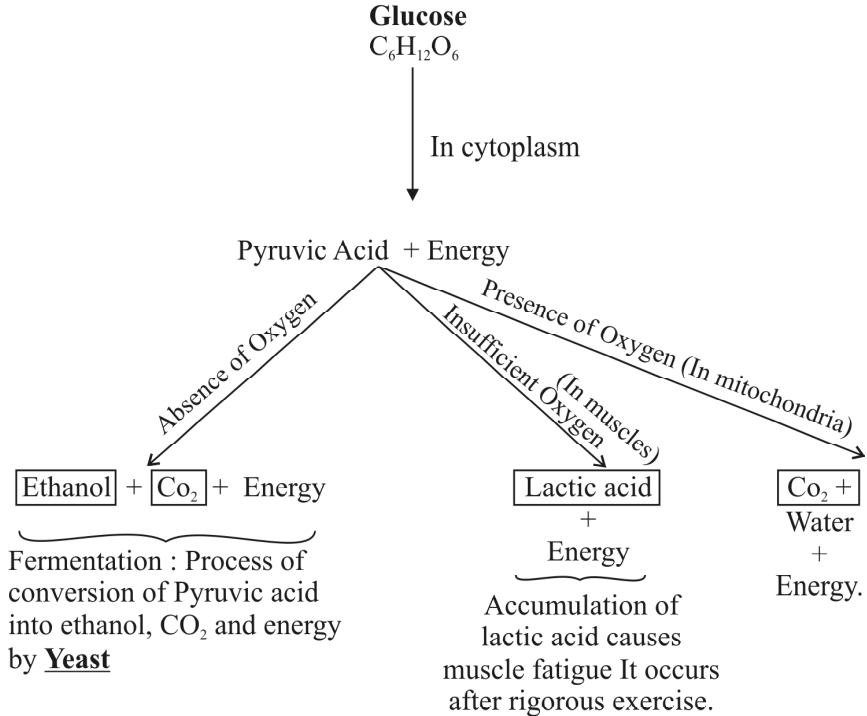 Glucose
C₆H₁₂O₆
In cytoplasm
Pyruvic Acid + Energy
Absence of Oxygen
Insufficient Oxygen
(In muscles)
Presence of Oxygen (In mitochondria)
Ethanol + Co₂ + Energy
Fermentation : Process of
conversion of Pyruvic acid
into ethanol, CO₂ and energy
by Yeast
Lactic acid
+
Energy
Accumulation of
lactic acid causes
muscle fatigue It occurs
after rigorous exercise.
Co₂ +
Water
+
Energy.